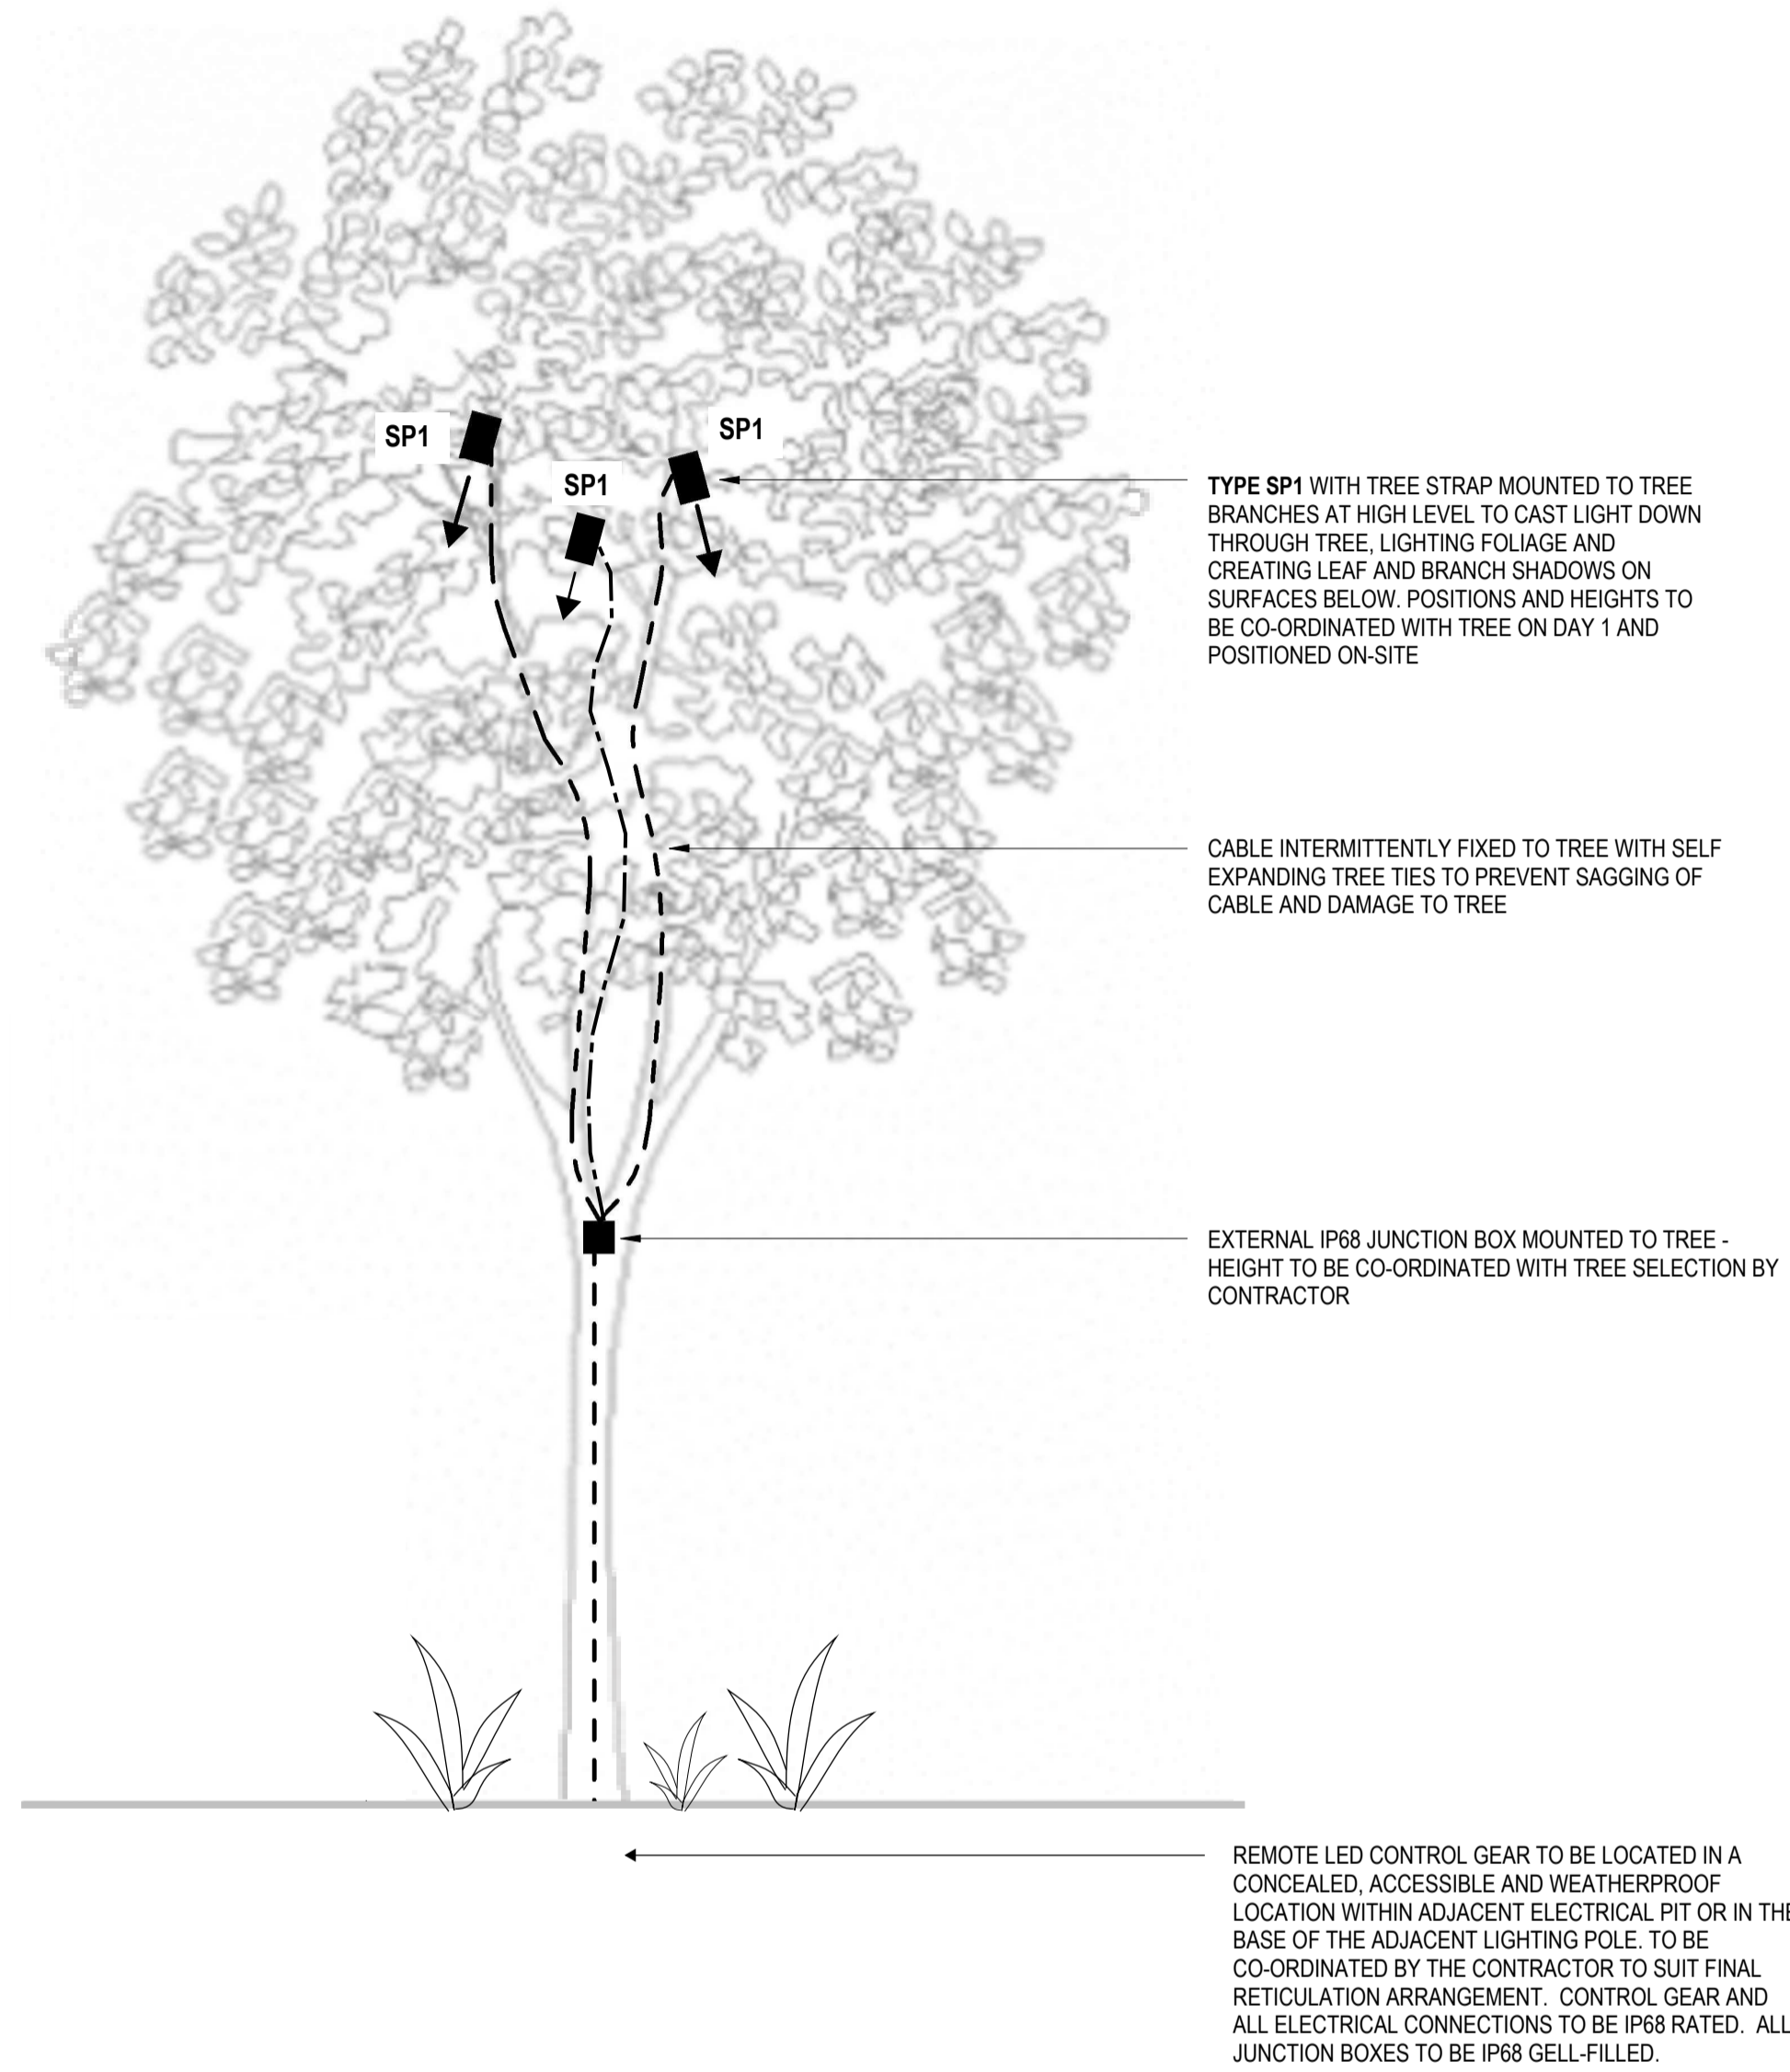 SP1
SP1
SP1
TYPE SP1 WITH TREE STRAP MOUNTED TO TREE
BRANCHES AT HIGH LEVEL TO CAST LIGHT DOWN
THROUGH TREE, LIGHTING FOLIAGE AND
CREATING LEAF AND BRANCH SHADOWS ON
SURFACES BELOW. POSITIONS AND HEIGHTS TO
BE CO-ORDINATED WITH TREE ON DAY 1 AND
POSITIONED ON-SITE
CABLE INTERMITTENTLY FIXED TO TREE WITH SELF
EXPANDING TREE TIES TO PREVENT SAGGING OF
CABLE AND DAMAGE TO TREE
EXTERNAL IP68 JUNCTION BOX MOUNTED TO TREE -
HEIGHT TO BE CO-ORDINATED WITH TREE SELECTION BY
CONTRACTOR
REMOTE LED CONTROL GEAR TO BE LOCATED IN A
CONCEALED, ACCESSIBLE AND WEATHERPROOF
LOCATION WITHIN ADJACENT ELECTRICAL PIT OR IN THE
BASE OF THE ADJACENT LIGHTING POLE. TO BE
CO-ORDINATED BY THE CONTRACTOR TO SUIT FINAL
RETICULATION ARRANGEMENT. CONTROL GEAR AND
ALL ELECTRICAL CONNECTIONS TO BE IP68 RATED. ALL
JUNCTION BOXES TO BE IP68 GELL-FILLED.